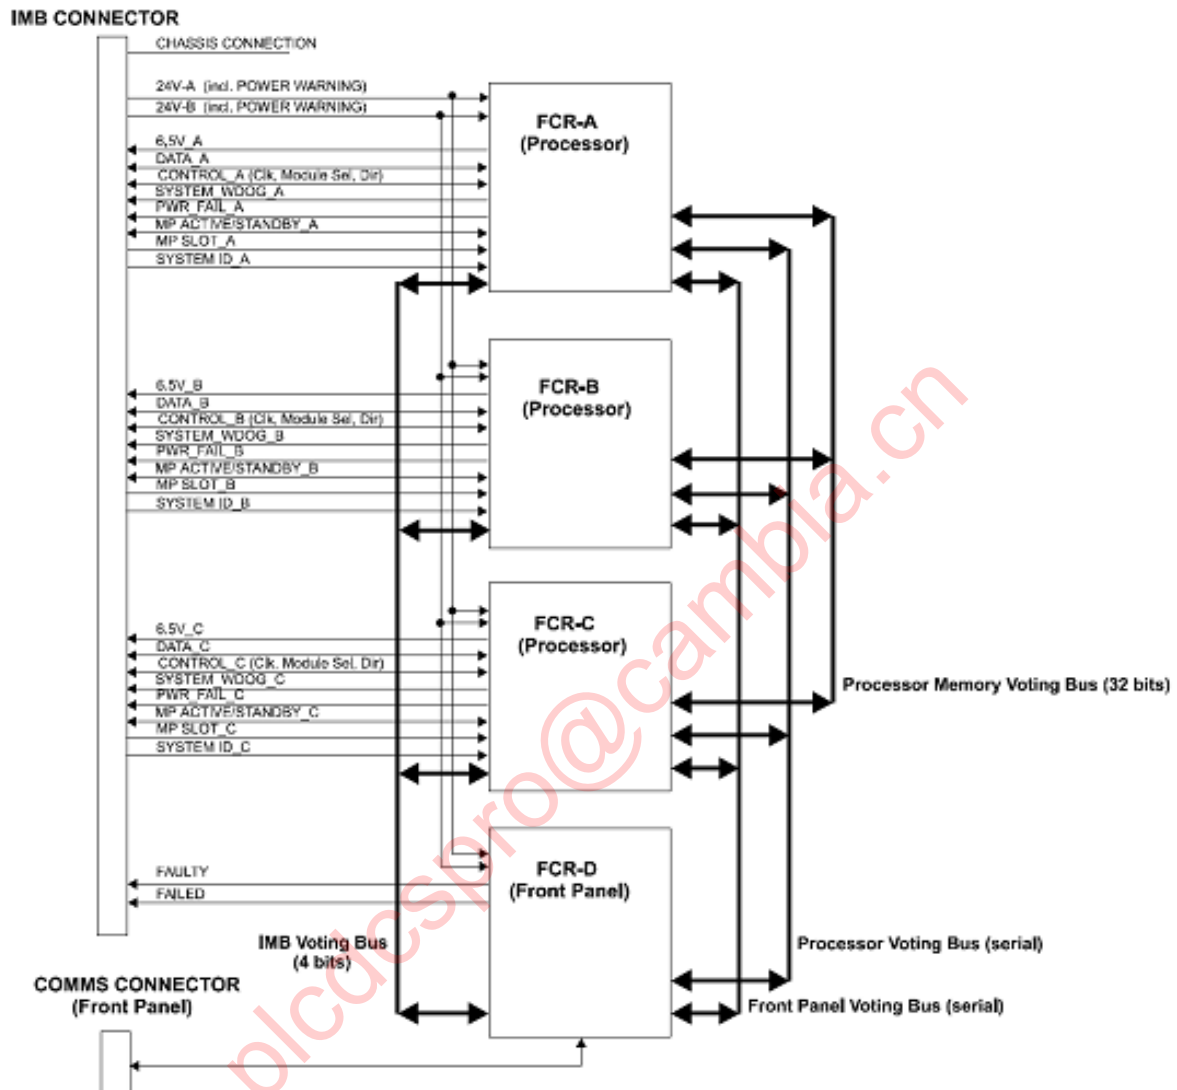 IMB CONNECTOR
CHASSIS CONNECTION
24V-A (incl. POWER WARNING)
24V-B (incl. POWER WARNING)
FCR-A
(Processor)
6,5V_A
DATA_A
CONTROL_A (Clk, Module Sel, Dir)
SYSTEM_WDOG_A
PWR_FAIL_A
MP ACTIVE/STANDBY_A
MP SLOT_A
SYSTEM ID_A
FCR-B
(Processor)
6.5V_B
DATA_B
CONTROL_B (Clk, Module Sel, Dir)
SYSTEM_WDOG_B
PWR_FAIL_B
MP ACTIVE/STANDBY_B
MP SLOT_B
SYSTEM ID_B
FCR-C
(Processor)
6.5V_C
DATA_C
CONTROL_C (Clk. Module Sel. Dir)
SYSTEM_WDOG_C
PWR_FAIL_C
MP ACTIVE/STANDBY_C
MP SLOT_C
SYSTEM ID_C
Processor Memory Voting Bus (32 bits)
FCR-D
(Front Panel)
FAULTY
FAILED
IMB Voting Bus
(4 bits)
Processor Voting Bus (serial)
Front Panel Voting Bus (serial)
COMMS CONNECTOR
(Front Panel)
plcdcspro@cambia.cn